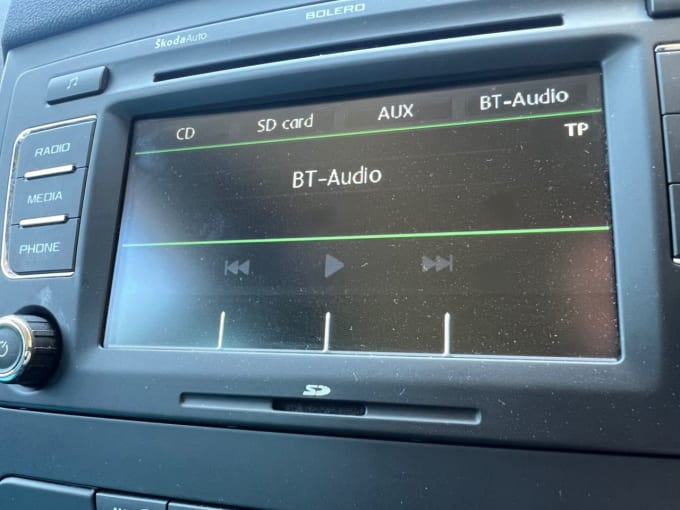 BOLERO
ŠkodaAuto
CD SD card AUX BT-Audio
TP
RADIO
BT-Audio
MEDIA
PHONE
SD